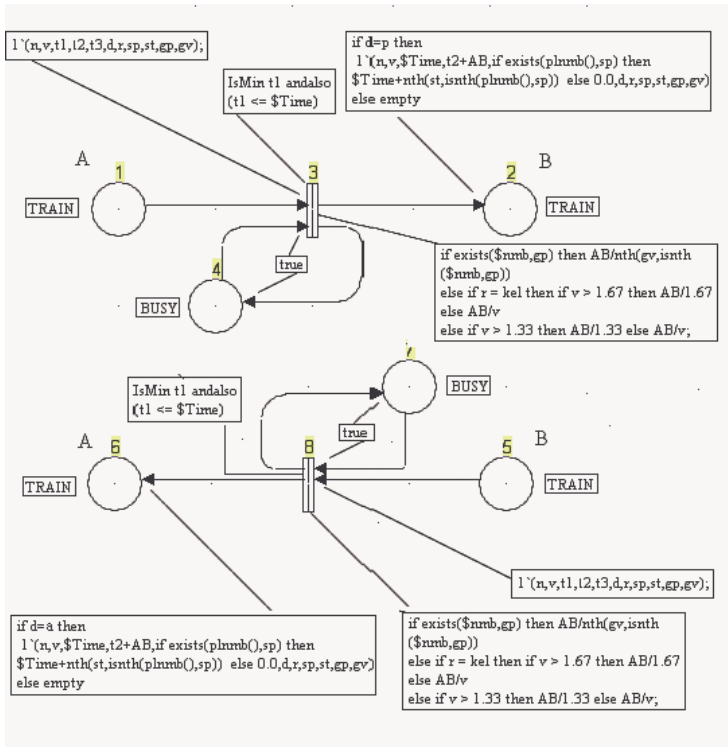 1`(n,v,t1,t2,t3,d,r,sp,st,gp,gv);
if d=p then
1`(n,v,$Time,t2+AB,if exists(plnmb(),sp) then
$Time+nth(st,isnth(plnmb(),sp)) else 0.0,d,r,sp,st,gp,gv)
else empty
IsMin t1 andalso
(t1 <= $Time)
A
1
3
2
B
TRAIN
TRAIN
true
4
BUSY
if exists($nmb,gp) then AB/nth(gv,isnth
($nmb,gp))
else if r = kel then if v > 1.67 then AB/1.67
else AB/v
else if v > 1.33 then AB/1.33 else AB/v;
BUSY
IsMin t1 andalso
(t1 <= $Time)
true
A
6
8
5
B
TRAIN
TRAIN
1`(n,v,t1,t2,t3,d,r,sp,st,gp,gv);
if d=a then
1`(n,v,$Time,t2+AB,if exists(plnmb(),sp) then
$Time+nth(st,isnth(plnmb(),sp)) else 0.0,d,r,sp,st,gp,gv)
else empty
if exists($nmb,gp) then AB/nth(gv,isnth
($nmb,gp))
else if r = kel then if v > 1.67 then AB/1.67
else AB/v
else if v > 1.33 then AB/1.33 else AB/v;